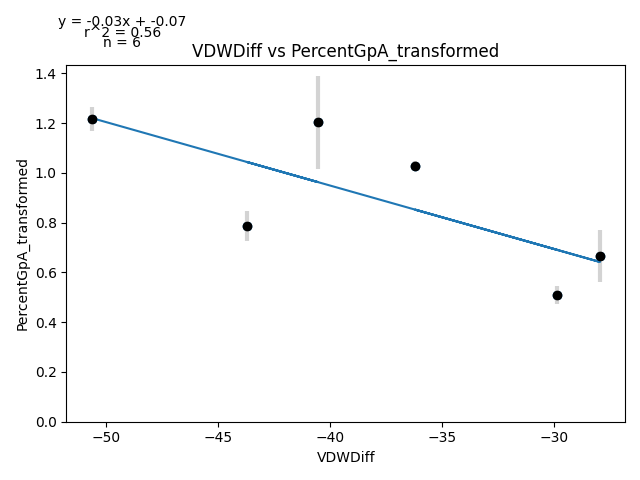 y = -0.03x + -0.07
r^2 = 0.56
n = 6
VDWDiff vs PercentGpA_transformed
PercentGpA_transformed
1.4
1.2
1.0
0.8
0.6
0.4
0.2
0.0
−50 −45 −40 −35 −30
VDWDiff